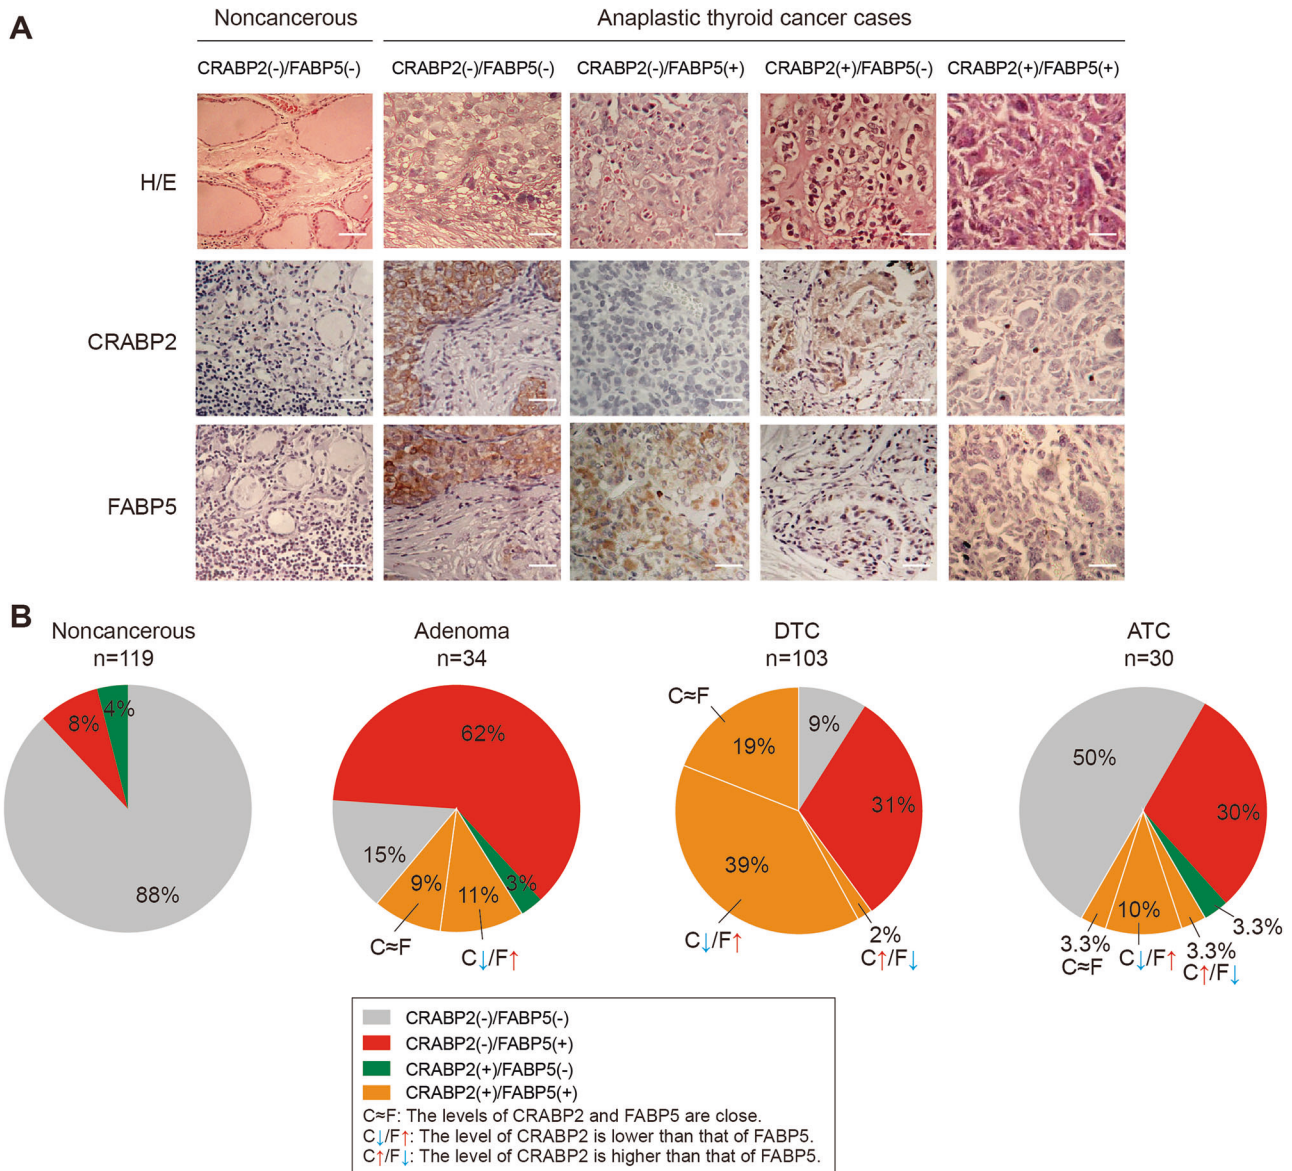 A
Noncancerous
Anaplastic thyroid cancer cases
CRABP2(-)/FABP5(-)
CRABP2(-)/FABP5(-)
CRABP2(-)/FABP5(+)
CRABP2(+)/FABP5(-)
CRABP2(+)/FABP5(+)
H/E
CRABP2
FABP5
B
Noncancerous
n=119
8%
4%
88%
Adenoma
n=34
62%
15%
9%
11%
3%
C≈F
C↓/F↑
DTC
n=103
C≈F
9%
19%
31%
39%
2%
C↓/F↑
C↑/F↓
ATC
n=30
50%
30%
10%
3.3%
3.3%
3.3%
C≈F
C↓/F↑
C↑/F↓
CRABP2(-)/FABP5(-)
CRABP2(-)/FABP5(+)
CRABP2(+)/FABP5(-)
CRABP2(+)/FABP5(+)
C≈F: The levels of CRABP2 and FABP5 are close.
C↓/F↑: The level of CRABP2 is lower than that of FABP5.
C↑/F↓: The level of CRABP2 is higher than that of FABP5.